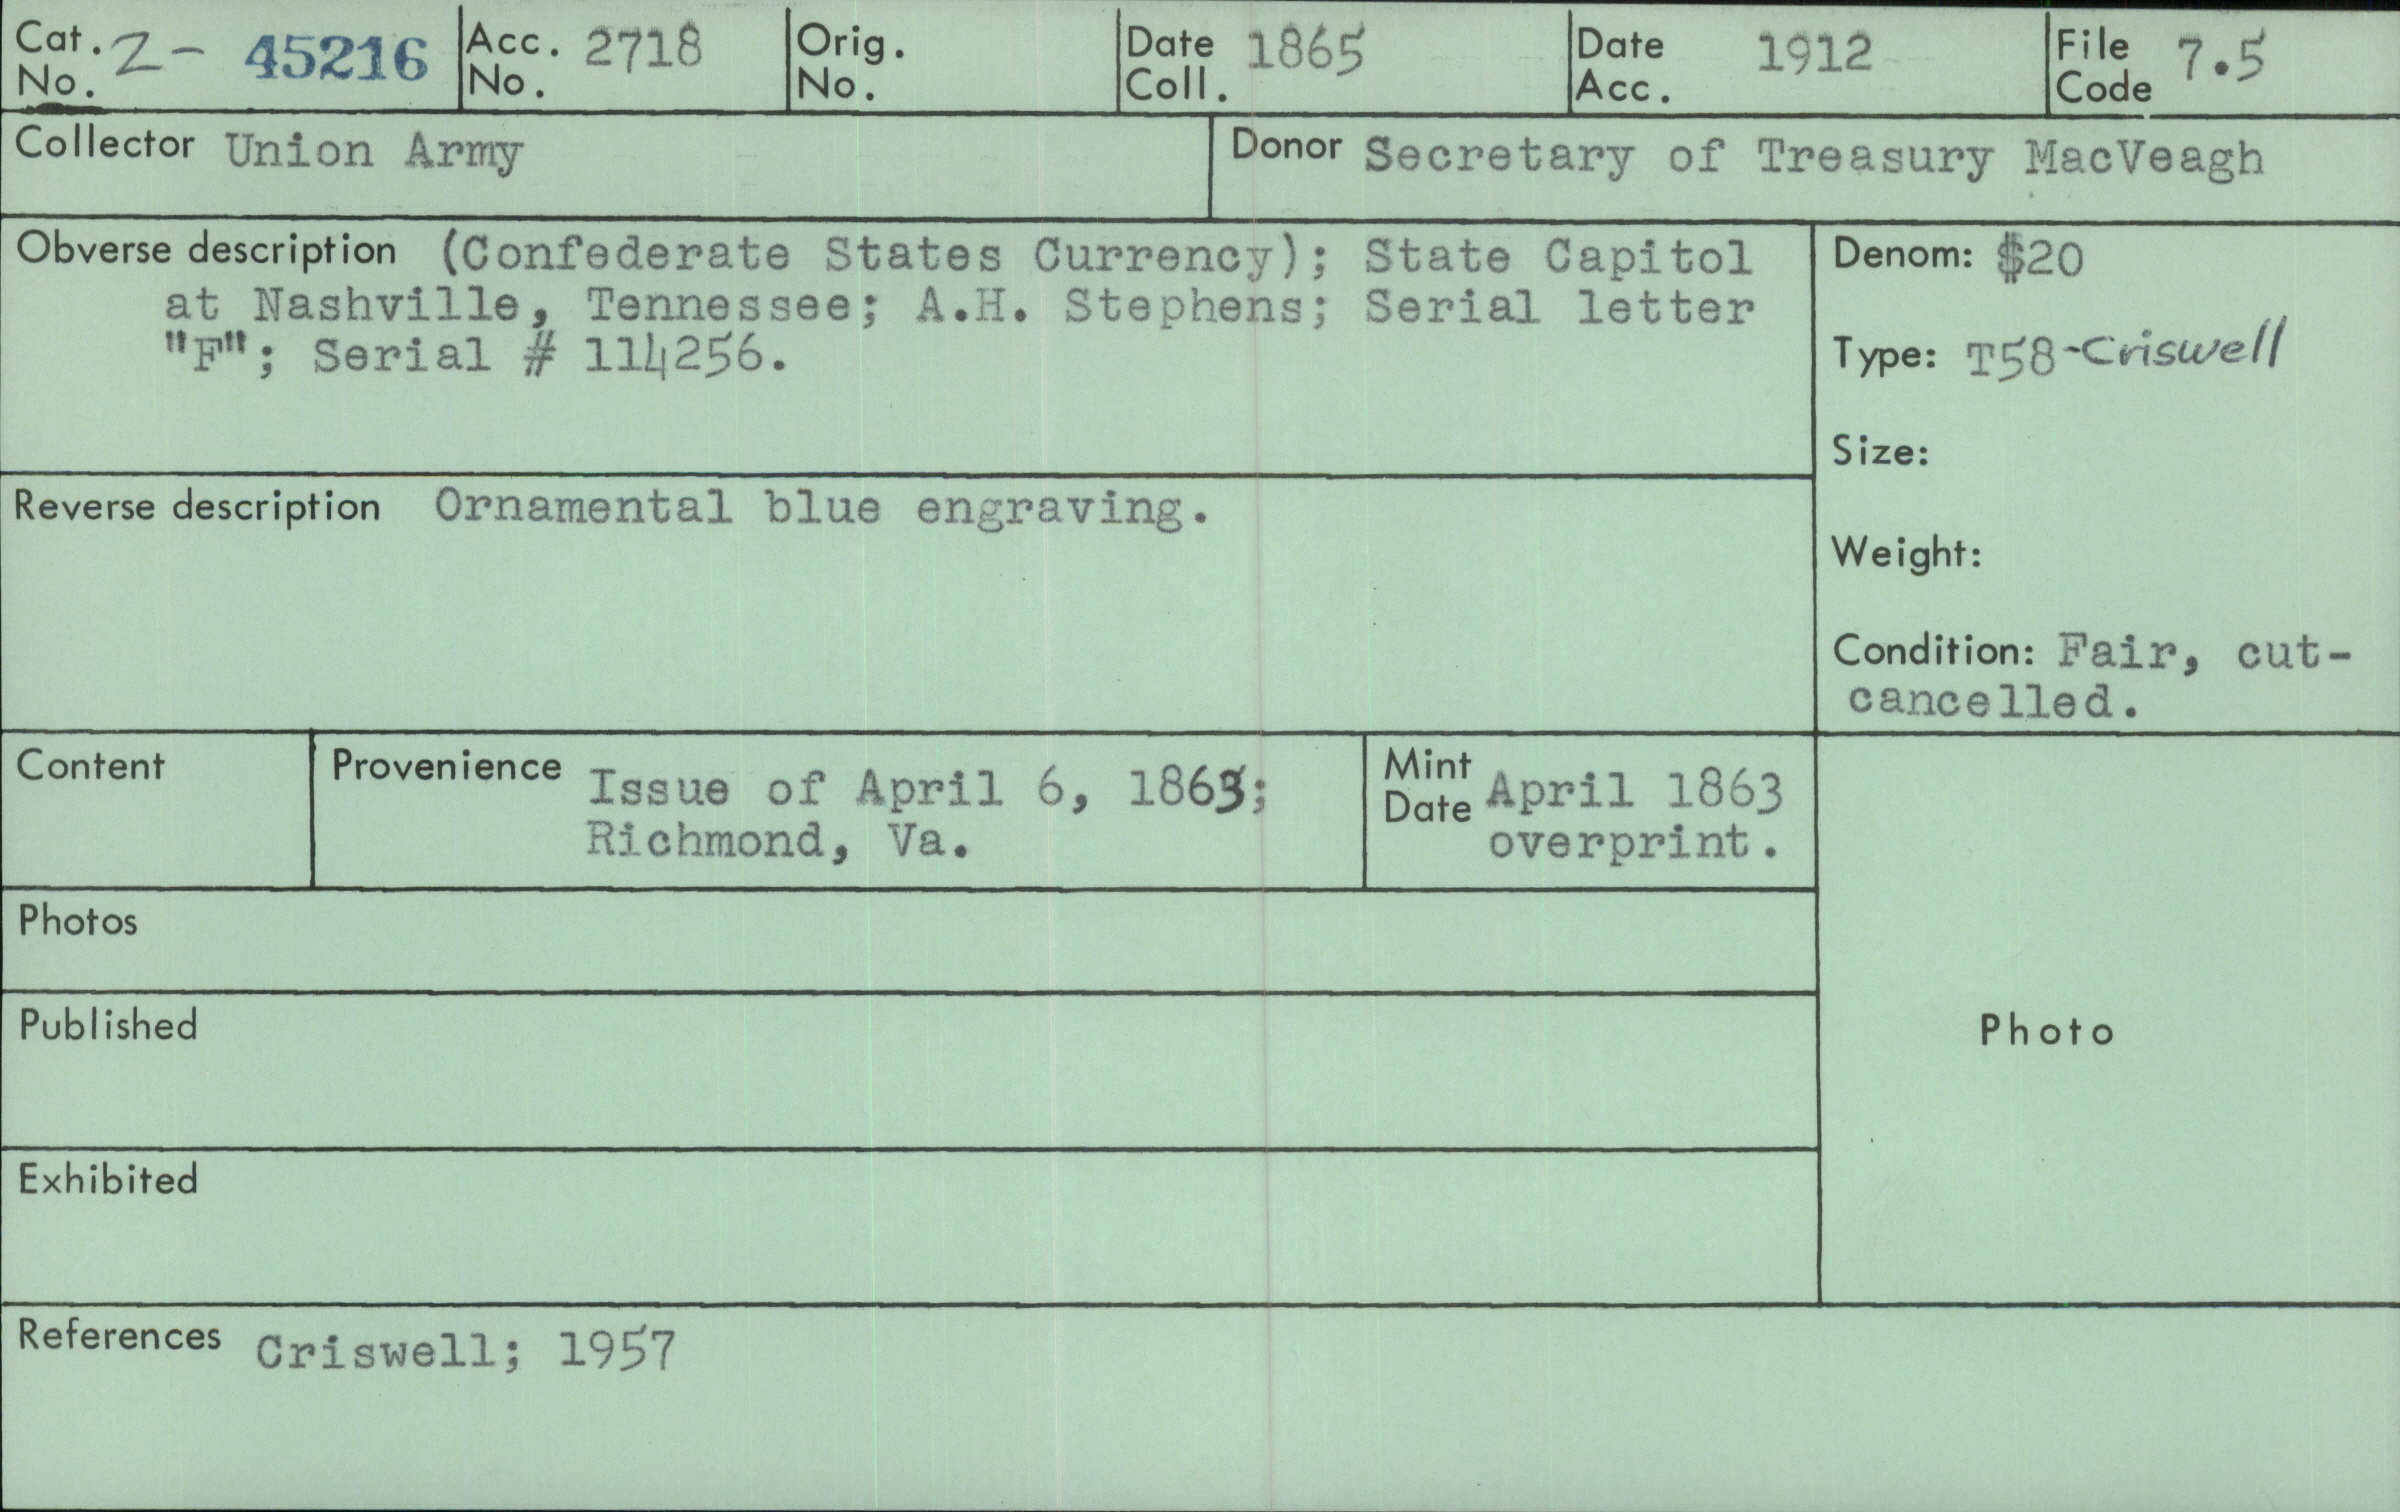 Cat. No. Z- 45216 Acc. No. 2718 Orig. No. Date Coll. 1865 Date Acc. 1912 File Code 7.5
Collector Union Army Donor Secretary of Treasury MacVeagh
Obverse description (Confederate States Currency); State Capitol
at Nashville, Tennessee; A.H. Stephens; Serial letter
"F"; Serial # 114256.
Denom: $20
Type: T58-Criswell
Size:
Weight:
Condition: Fair, cut-
cancelled.
Reverse description Ornamental blue engraving.
Content
Provenience Issue of April 6, 1863;
Richmond, Va.
Mint Date April 1863
overprint.
Photos
Published
Photo
Exhibited
References Criswell; 1957